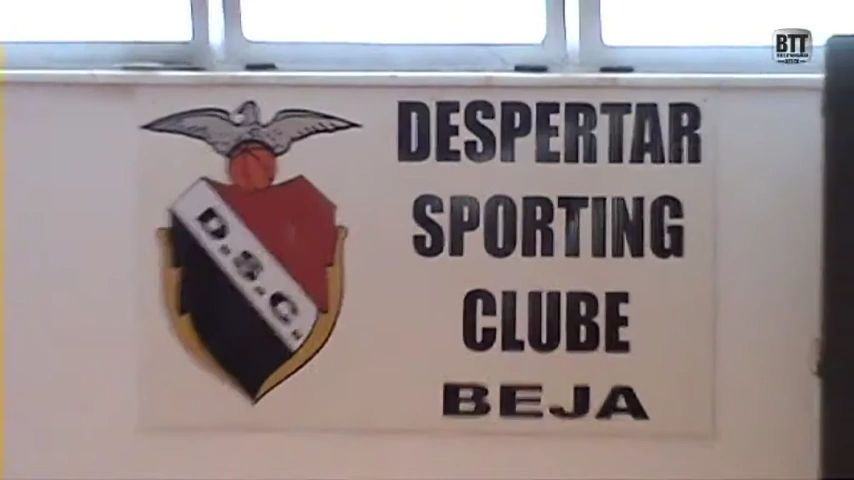 BTT
D.S.C.
DESPERTAR
SPORTING
CLUBE
BEJA